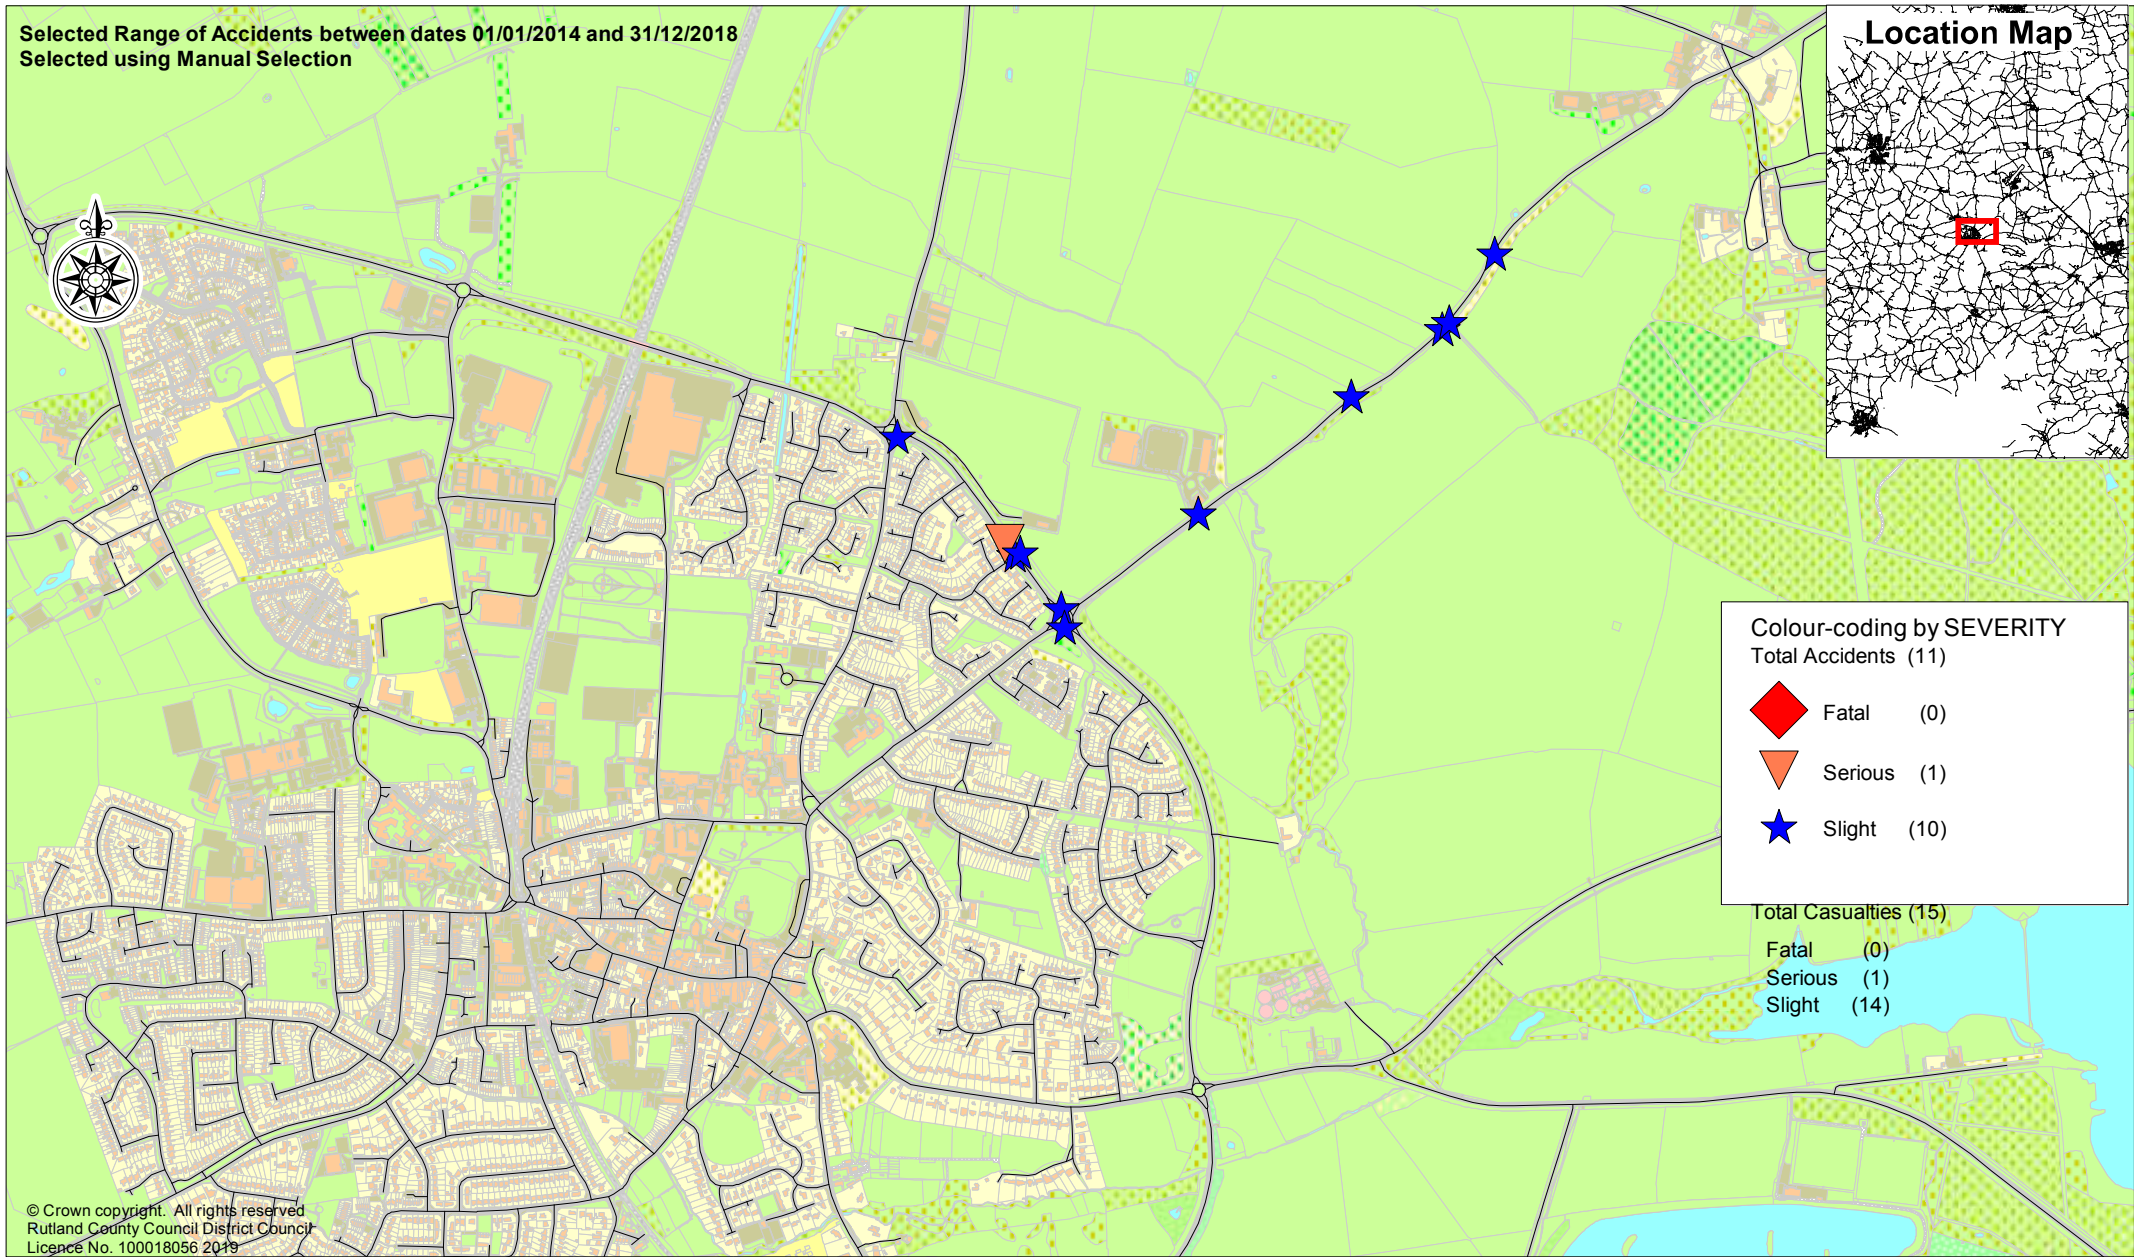 Selected Range of Accidents between dates 01/01/2014 and 31/12/2018
Selected using Manual Selection
Location Map
Colour-coding by SEVERITY
Total Accidents (11)
Fatal (0)
Serious (1)
Slight (10)
Total Casualties (15)
Fatal (0)
Serious (1)
Slight (14)
© Crown copyright. All rights reserved
Rutland County Council District Council
Licence No. 100018056 2019